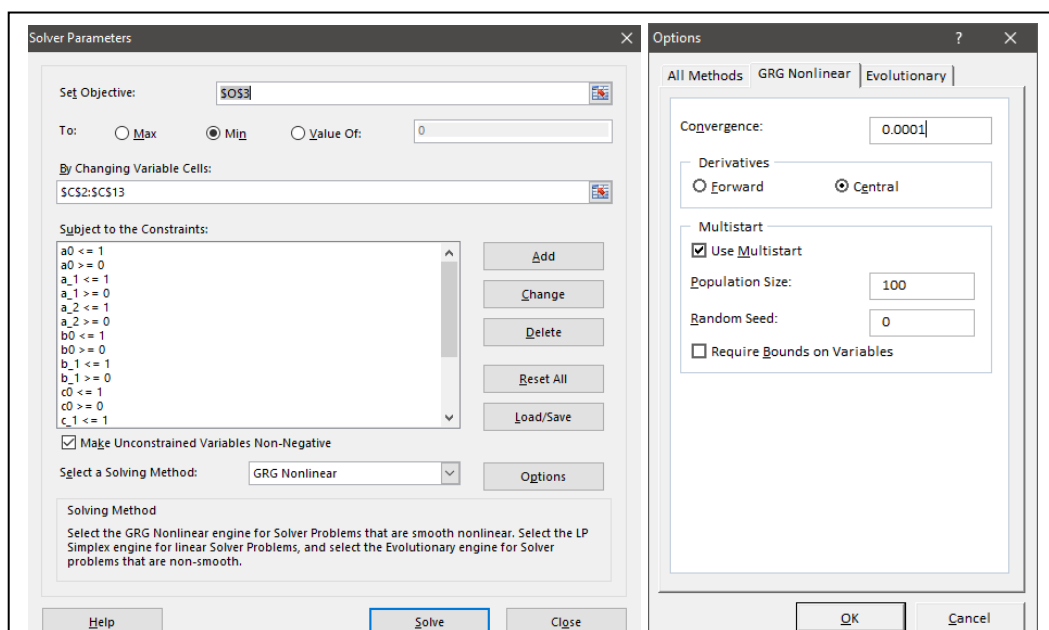 Solver Parameters
Set Objective: $O$3
To: Max Min Value Of: 0
By Changing Variable Cells:
$C$2:$C$13
Subject to the Constraints:
a0 <= 1
a0 >= 0
a_1 <= 1
a_1 >= 0
a_2 <= 1
a_2 >= 0
b0 <= 1
b0 >= 0
b_1 <= 1
b_1 >= 0
c0 <= 1
c0 >= 0
c_1 <= 1
Add
Change
Delete
Reset All
Load/Save
Make Unconstrained Variables Non-Negative
Select a Solving Method: GRG Nonlinear Options
Solving Method
Select the GRG Nonlinear engine for Solver Problems that are smooth nonlinear. Select the LP
Simplex engine for linear Solver Problems, and select the Evolutionary engine for Solver
problems that are non-smooth.
Help Solve Close
Options ?
All Methods GRG Nonlinear Evolutionary
Convergence: 0.0001
Derivatives
Forward Central
Multistart
Use Multistart
Population Size: 100
Random Seed: 0
Require Bounds on Variables
OK Cancel